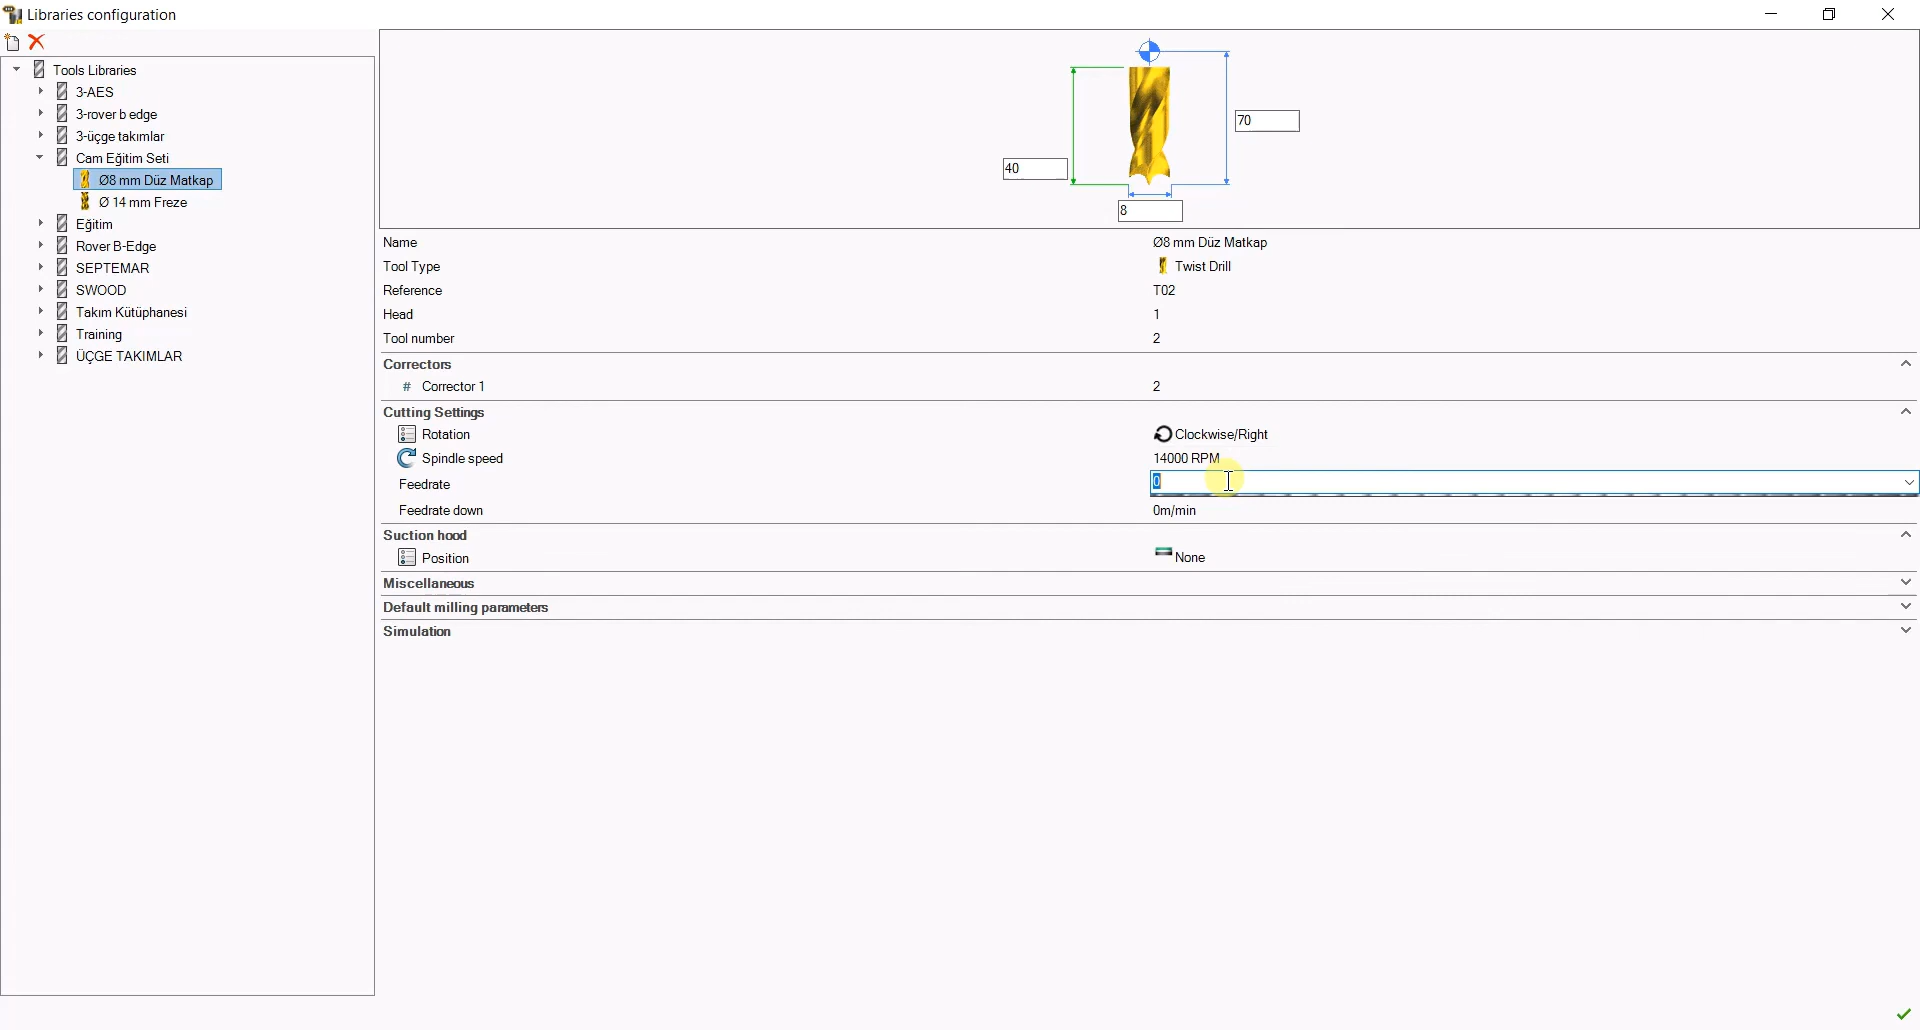 Libraries configuration
Tools Libraries
3-AES
3-rover b edge
3-üçge takımlar
Cam Eğitim Seti
Ø8 mm Düz Matkap
Ø 14 mm Freze
Eğitim
Rover B-Edge
SEPTEMAR
SWOOD
Takım Kütüphanesi
Training
ÜÇGE TAKIMLAR
70
40
8
Name Ø8 mm Düz Matkap
Tool Type Twist Drill
Reference T02
Head 1
Tool number 2
Correctors
# Corrector 1 2
Cutting Settings
Rotation Clockwise/Right
Spindle speed 14000 RPM
Feedrate 0
Feedrate down 0m/min
Suction hood
Position None
Miscellaneous
Default milling parameters
Simulation